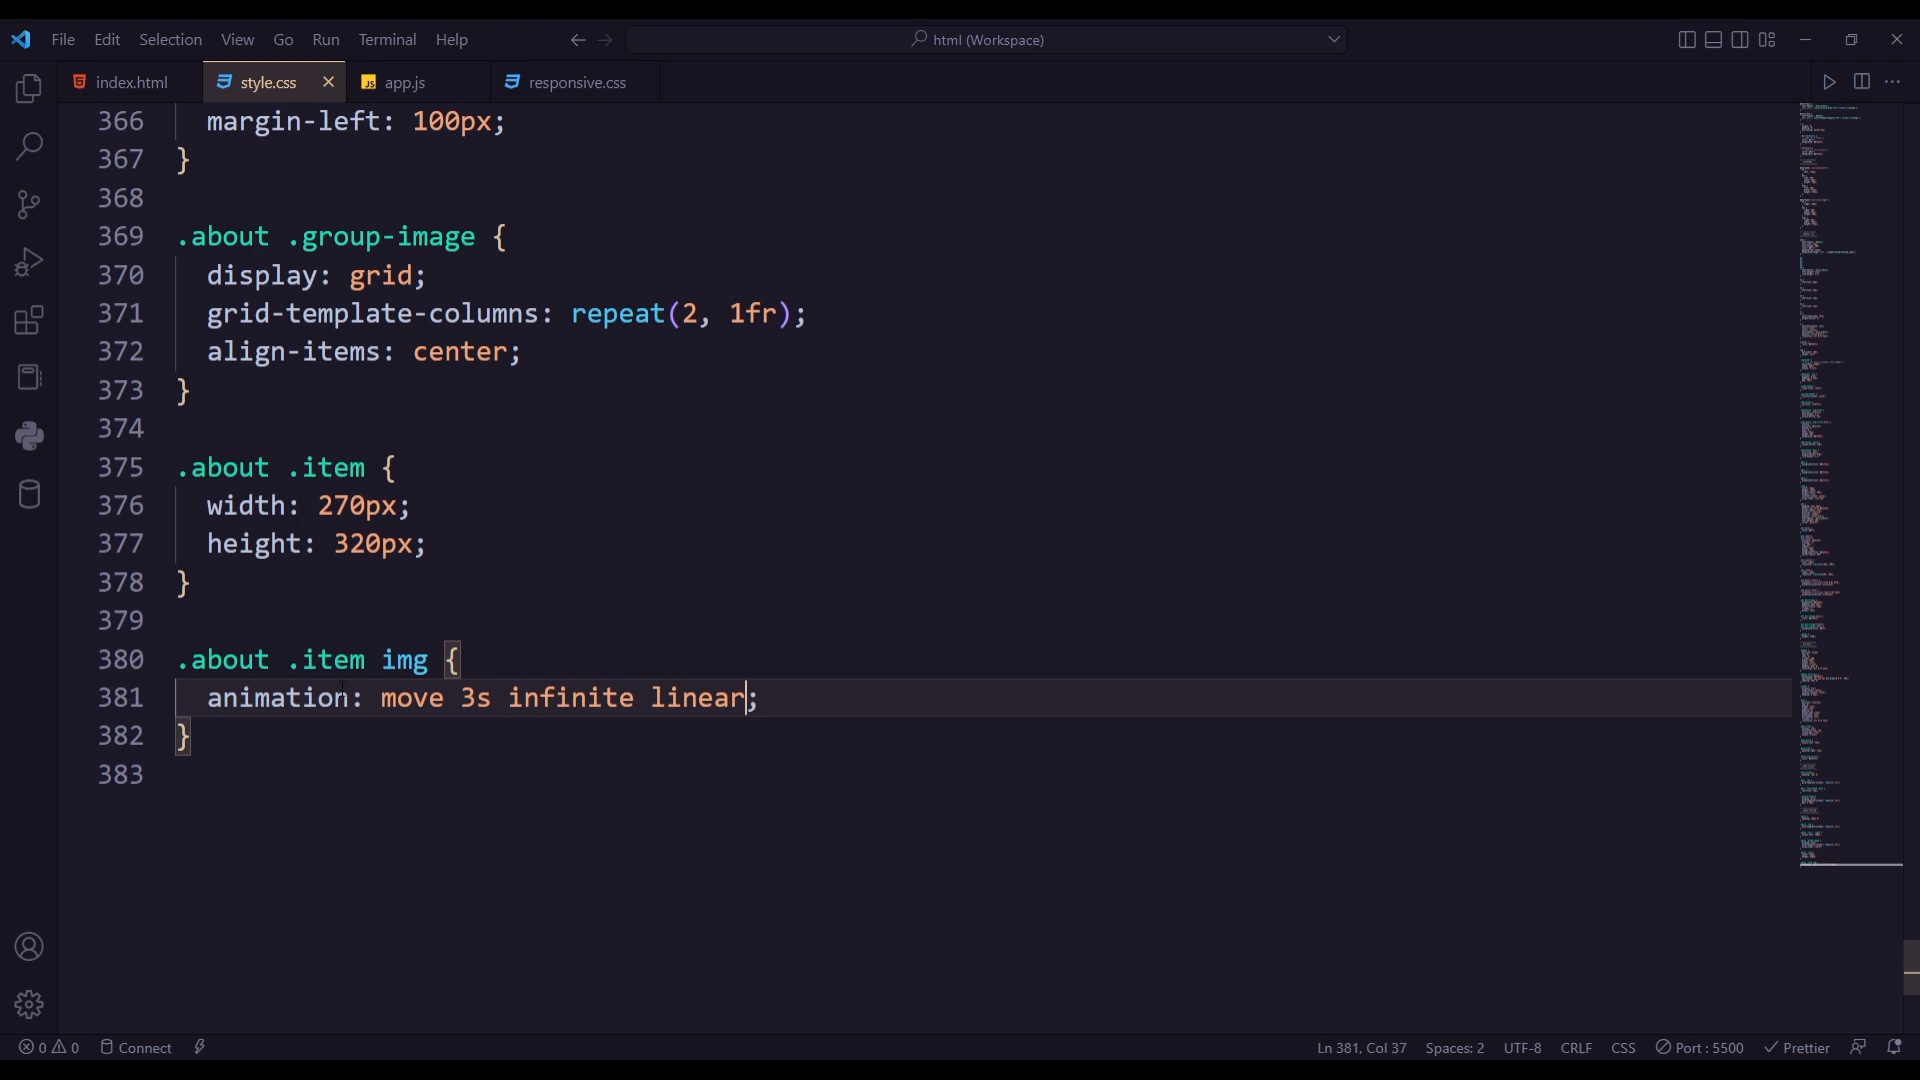 File Edit Selection View Go Run Terminal Help html (Workspace)
index.html style.css app.js responsive.css
366 margin-left: 100px;
367 }
368
369 .about .group-image {
370 display: grid;
371 grid-template-columns: repeat(2, 1fr);
372 align-items: center;
373 }
374
375 .about .item {
376 width: 270px;
377 height: 320px;
378 }
379
380 .about .item img {
381 animation: move 3s infinite linear;
382 }
383
0 0 Connect Ln 381, Col 37 Spaces: 2 UTF-8 CRLF CSS Port : 5500 Prettier